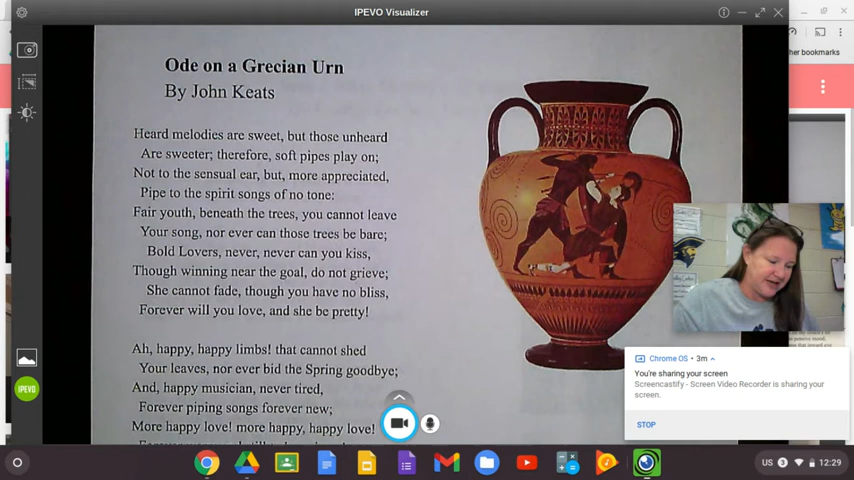 IPEVO Visualizer
her bookmarks
Ode on a Grecian Urn
By John Keats
Heard melodies are sweet, but those unheard
Are sweeter; therefore, soft pipes play on;
Not to the sensual ear, but, more appreciated,
Pipe to the spirit songs of no tone:
Fair youth, beneath the trees, you cannot leave
Your song, nor ever can those trees be bare;
Bold Lovers, never, never can you kiss,
Though winning near the goal, do not grieve;
She cannot fade, though you have no bliss,
Forever will you love, and she be pretty!
Ah, happy, happy limbs! that cannot shed
Your leaves, nor ever bid the Spring goodbye;
And, happy musician, never tired,
Forever piping songs forever new;
More happy love! more happy, happy love!
IPEVO
Chrome OS • 3m
You're sharing your screen
Screencastify - Screen Video Recorder is sharing your
screen.
STOP
US 3 12:29